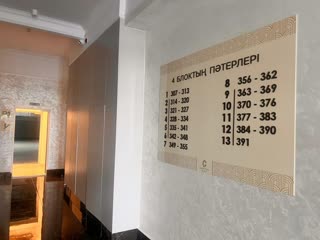 4 БЛОКТЫҢ ПӘТЕРЛЕРІ
1 307 - 313
2 314 - 320
3 321 - 327
4 328 - 334
5 335 - 341
6 342 - 348
7 349 - 355
8 356 - 362
9 363 - 369
10 370 - 376
11 377 - 383
12 384 - 390
13 391
C